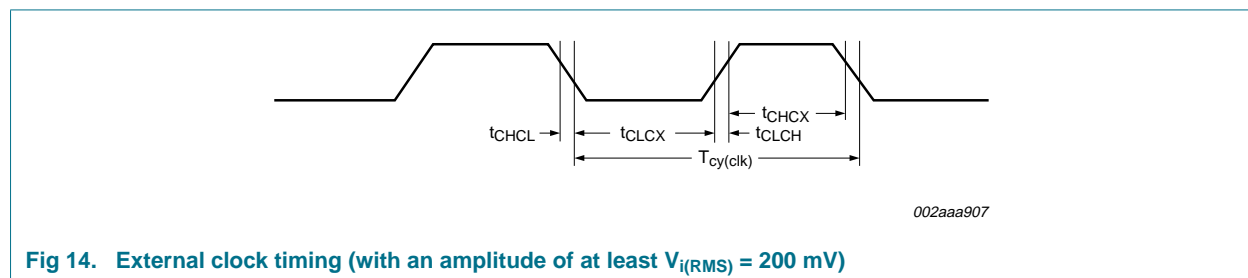 tCHCX
tCHCL tCLCX tCLCH
Tcy(clk)
002aaa907
Fig 14. External clock timing (with an amplitude of at least Vi(RMS) = 200 mV)